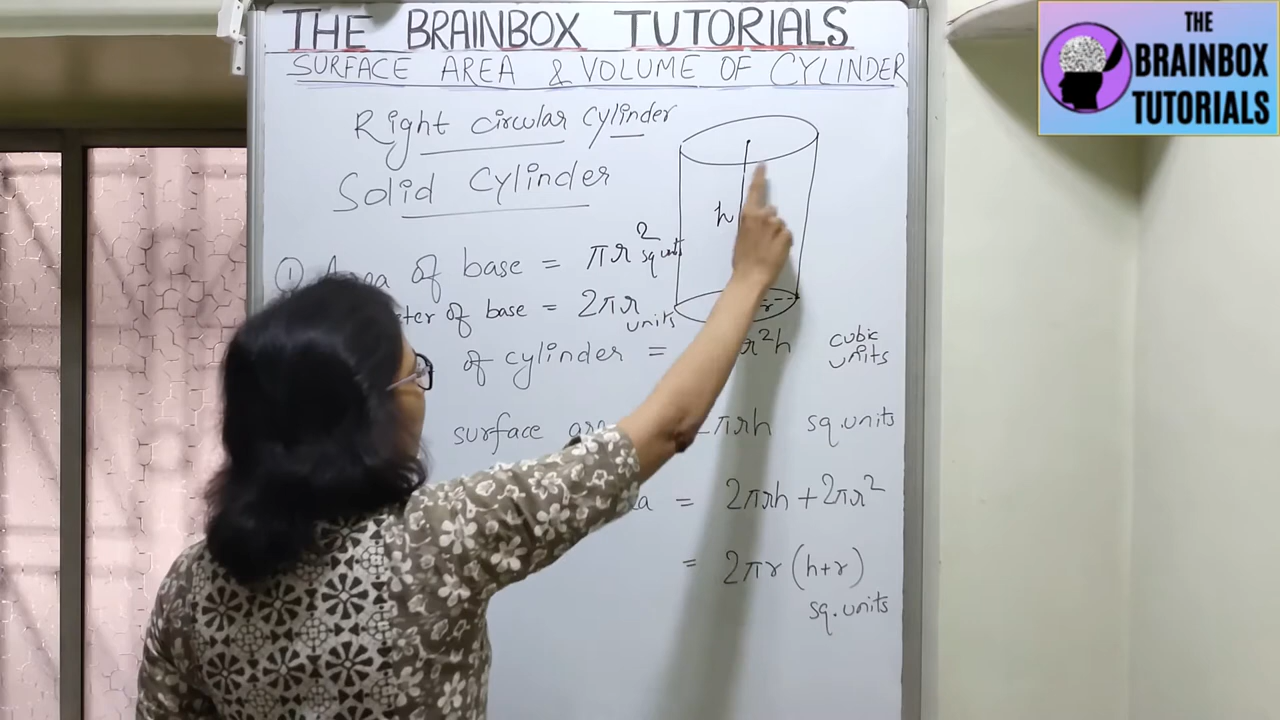 THE BRAINBOX TUTORIALS
SURFACE AREA & VOLUME OF CYLINDER
Right circular cylinder
Solid Cylinder
① Area of base = πr² sq units
of base = 2πr units
of cylinder = r²h cubic units
surface 2πrh sq.units
= 2πrh + 2πr²
= 2πr (h+r)
sq.units
h
r
THE
BRAINBOX
TUTORIALS